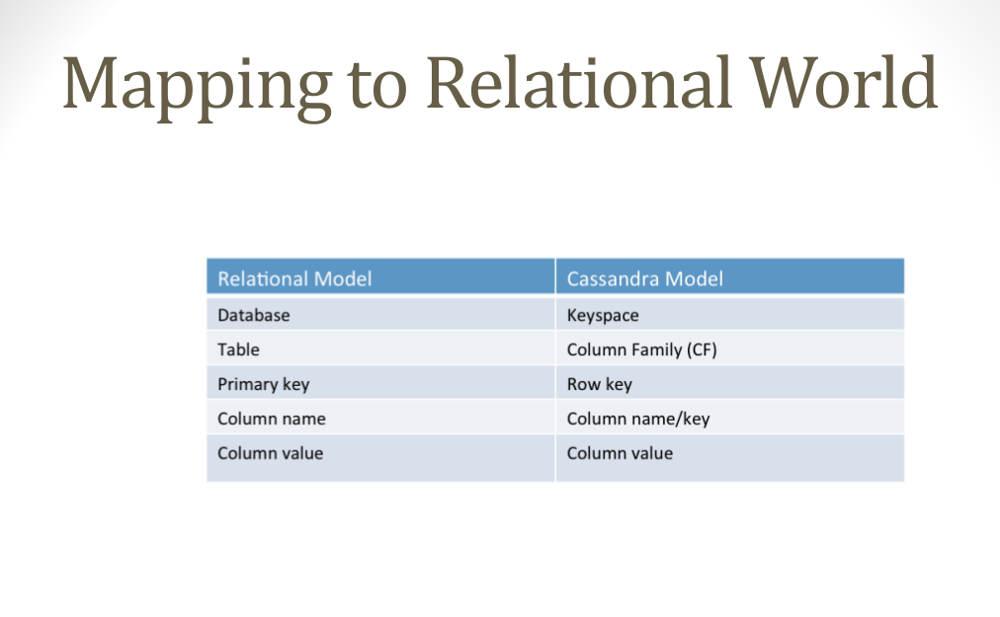 Mapping to Relational World
Relational Model Cassandra Model
Database Keyspace
Table Column Family (CF)
Primary key Row key
Column name Column name/key
Column value Column value